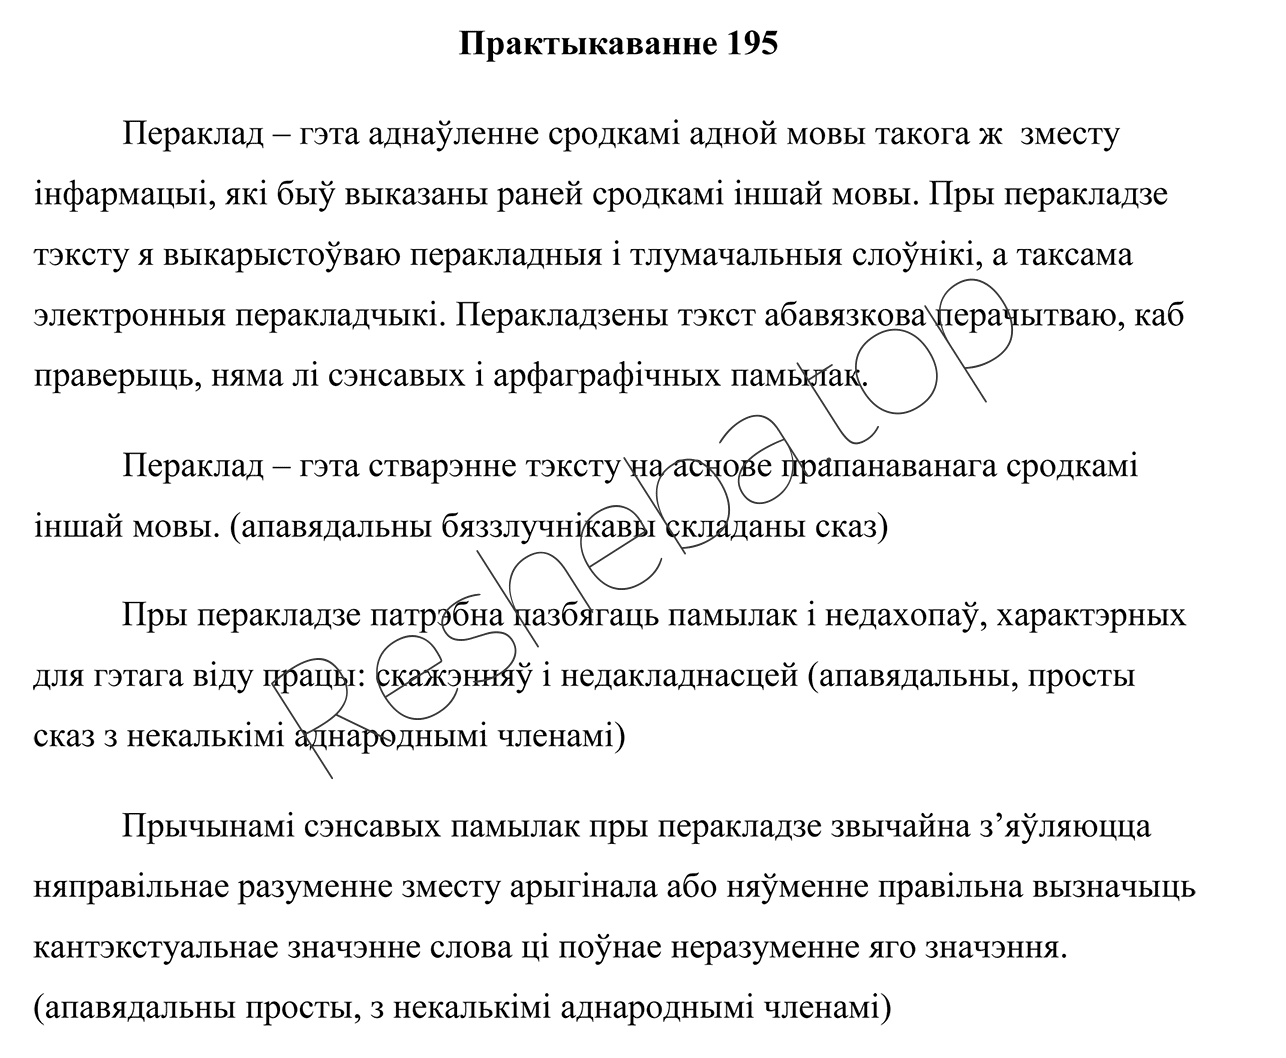 Практыкаванне 195
Пераклад – гэта аднаўленне сродкамі адной мовы такога ж зместу
інфармацыі, які быў выказаны раней сродкамі іншай мовы. Пры перакладзе
тэксту я выкарыстоўваю перакладныя і тлумачальныя слоўнікі, а таксама
электронныя перакладчыкі. Перакладзены тэкст абавязкова перачытваю, каб
праверыць, няма лі сэнсавых і арфаграфічных памылак.
Пераклад – гэта стварэнне тэксту на аснове прапанаванага сродкамі
іншай мовы. (апавядальны бяззлучнікавы складаны сказ)
Пры перакладзе патрэбна пазбягаць памылак і недахопаў, характэрных
для гэтага віду працы: скажэнняў і недакладнасцей (апавядальны, просты
сказ з некалькімі аднароднымі членамі)
Прычынамі сэнсавых памылак пры перакладзе звычайна з’яўляюцца
няправільнае разуменне зместу арыгінала або няўменне правільна вызначыць
кантэкстуальнае значэнне слова ці поўнае неразуменне яго значэння.
(апавядальны просты, з некалькімі аднароднымі членамі)
Resheba.top